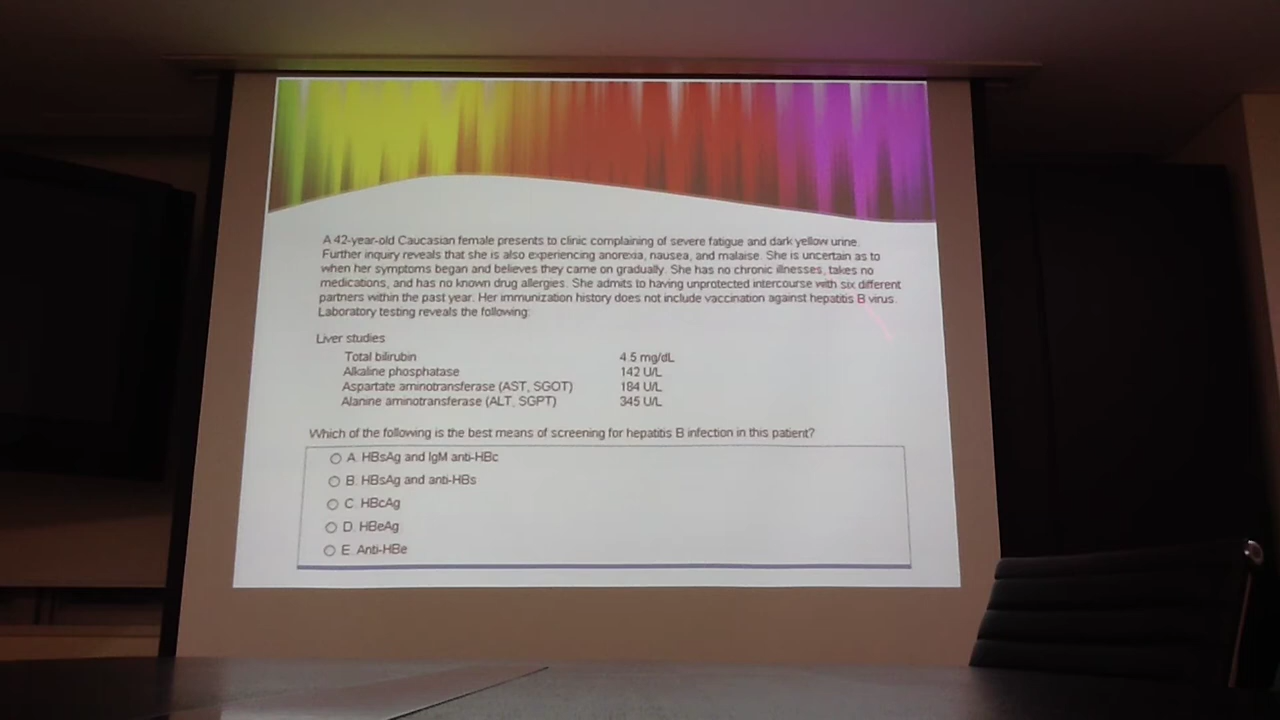 A 42-year-old Caucasian female presents to clinic complaining of severe fatigue and dark yellow urine.
Further inquiry reveals that she is also experiencing anorexia, nausea, and malaise. She is uncertain as to
when her symptoms began and believes they came on gradually. She has no chronic illnesses, takes no
medications, and has no known drug allergies. She admits to having unprotected intercourse with six different
partners within the past year. Her immunization history does not include vaccination against hepatitis B virus.
Laboratory testing reveals the following:
Liver studies
Total bilirubin 4.5 mg/dL
Alkaline phosphatase 142 U/L
Aspartate aminotransferase (AST, SGOT) 184 U/L
Alanine aminotransferase (ALT, SGPT) 345 U/L
Which of the following is the best means of screening for hepatitis B infection in this patient?
A. HBsAg and IgM anti-HBc
B. HBsAg and anti-HBs
C. HBcAg
D. HBeAg
E. Anti-HBe